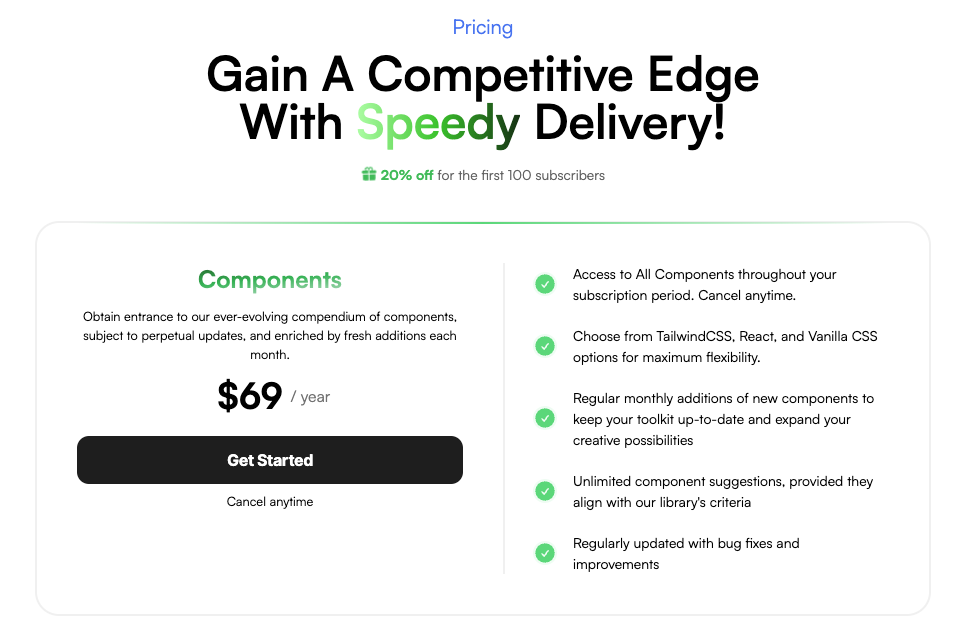 Pricing
Gain A Competitive Edge
With Speedy Delivery!
20% off for the first 100 subscribers
Components
Obtain entrance to our ever-evolving compendium of components,
subject to perpetual updates, and enriched by fresh additions each
month.
$69 / year
Get Started
Cancel anytime
Access to All Components throughout your
subscription period. Cancel anytime.
Choose from TailwindCSS, React, and Vanilla CSS
options for maximum flexibility.
Regular monthly additions of new components to
keep your toolkit up-to-date and expand your
creative possibilities
Unlimited component suggestions, provided they
align with our library's criteria
Regularly updated with bug fixes and
improvements